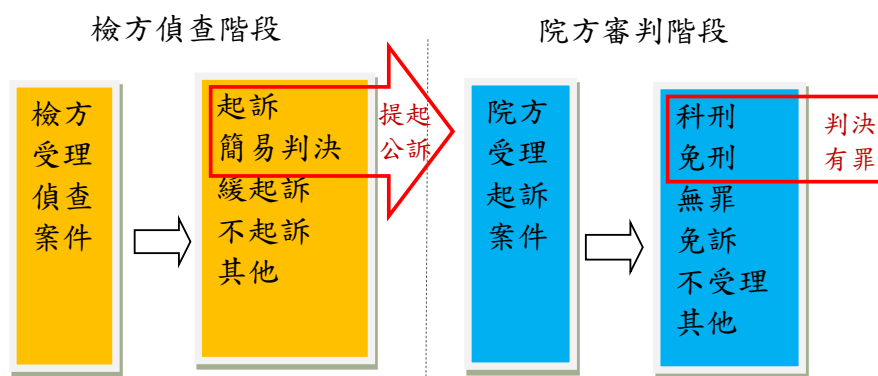 檢方偵查階段
院方審判階段
檢方
受理
偵查
案件
起訴
簡易判決
緩起訴
不起訴
其他
提起
公訴
院方
受理
起訴
案件
科刑
免刑
無罪
免訴
不受理
其他
判決
有罪